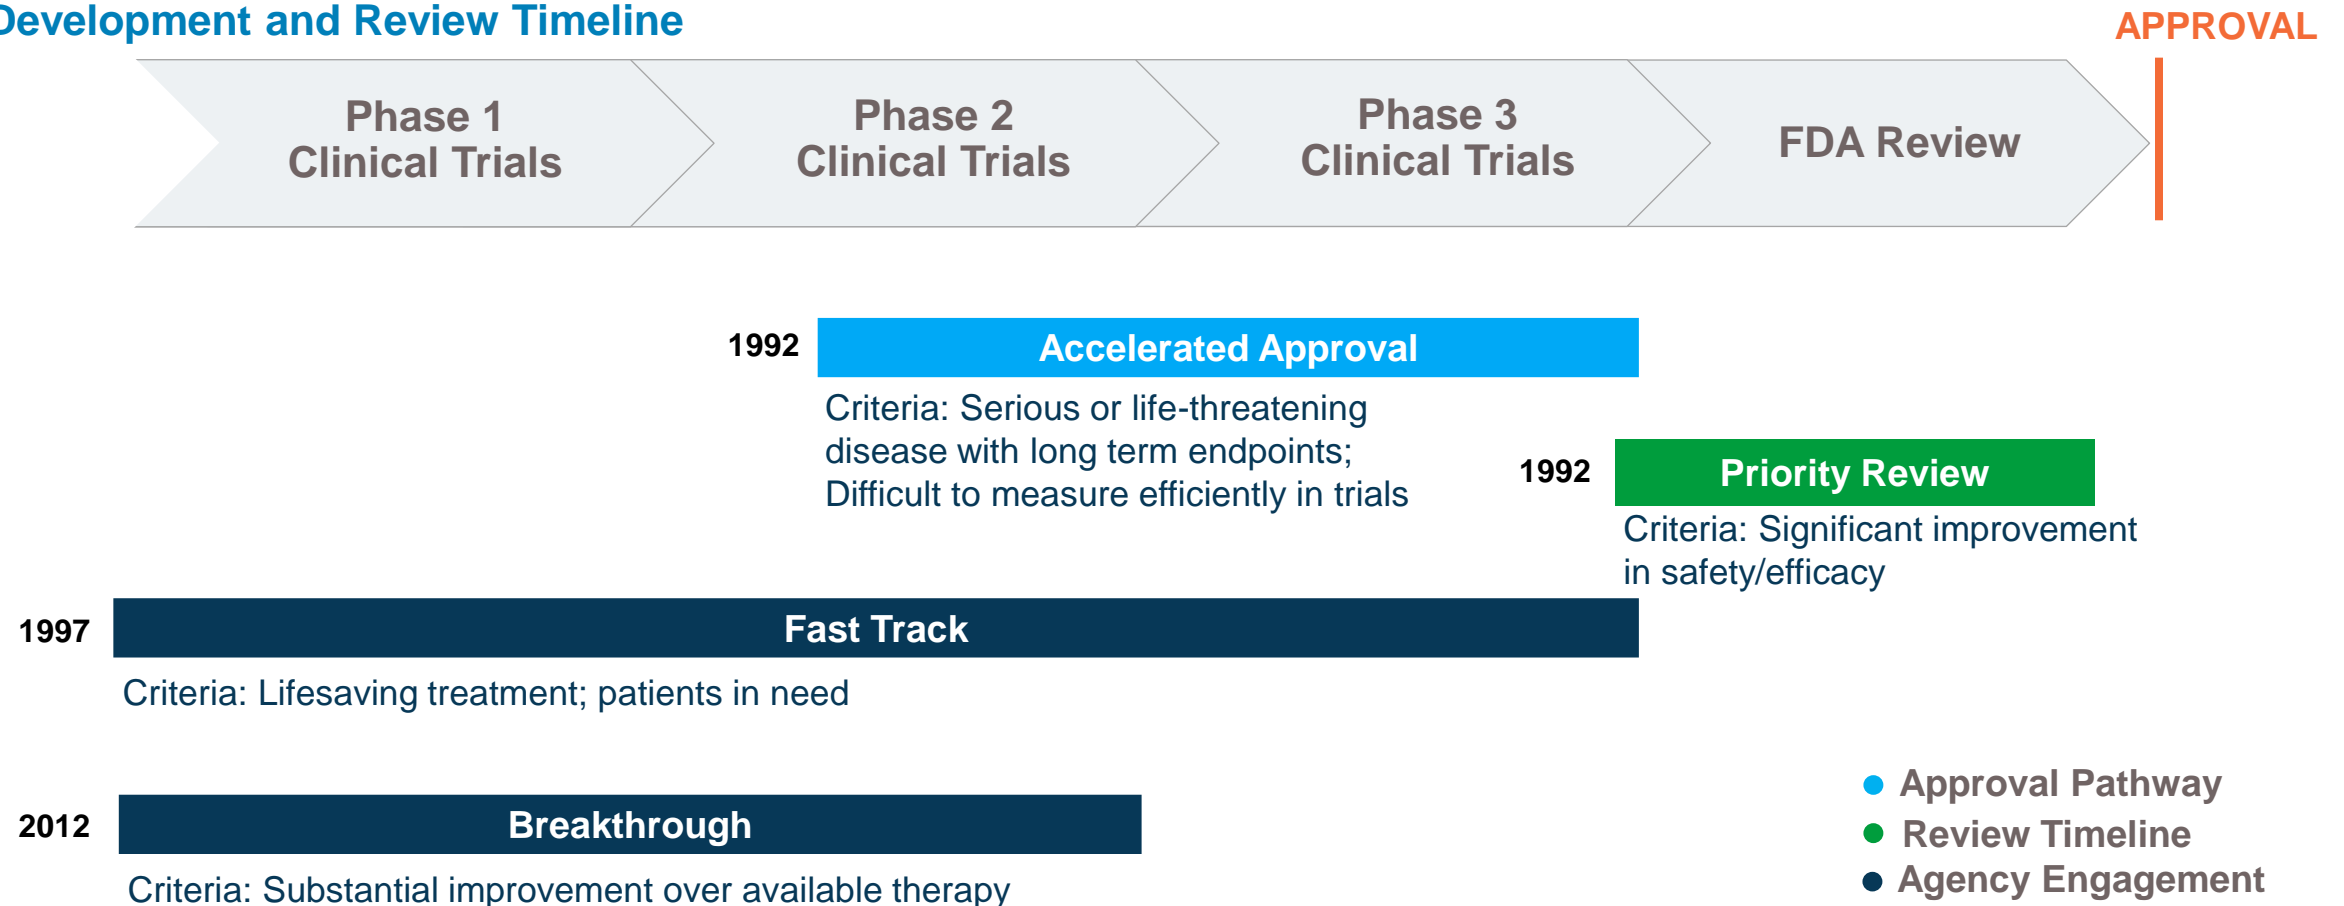 Development and Review Timeline
APPROVAL
Phase 1
Clinical Trials
Phase 2
Clinical Trials
Phase 3
Clinical Trials
FDA Review
1992
Accelerated Approval
Criteria: Serious or life-threatening
disease with long term endpoints;
Difficult to measure efficiently in trials
1992
Priority Review
Criteria: Significant improvement
in safety/efficacy
1997
Fast Track
Criteria: Lifesaving treatment; patients in need
2012
Breakthrough
Criteria: Substantial improvement over available therapy
Approval Pathway
Review Timeline
Agency Engagement